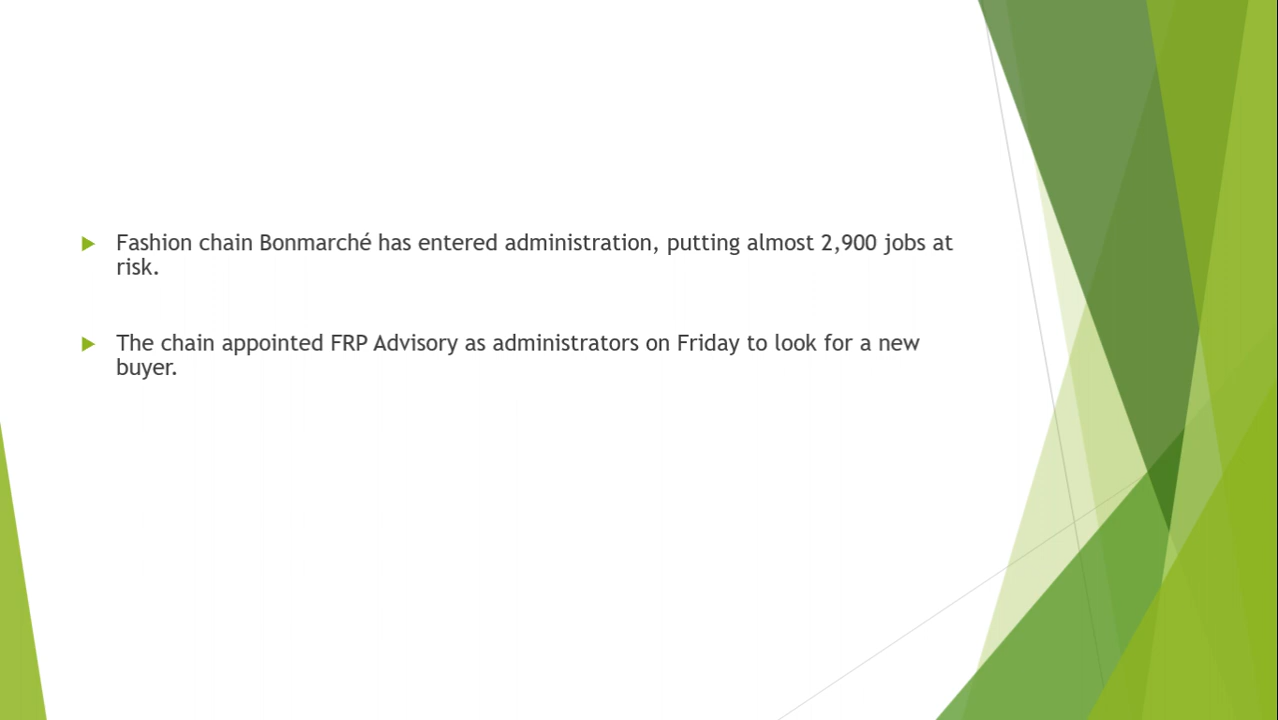 Fashion chain Bonmarché has entered administration, putting almost 2,900 jobs at
risk.
The chain appointed FRP Advisory as administrators on Friday to look for a new
buyer.